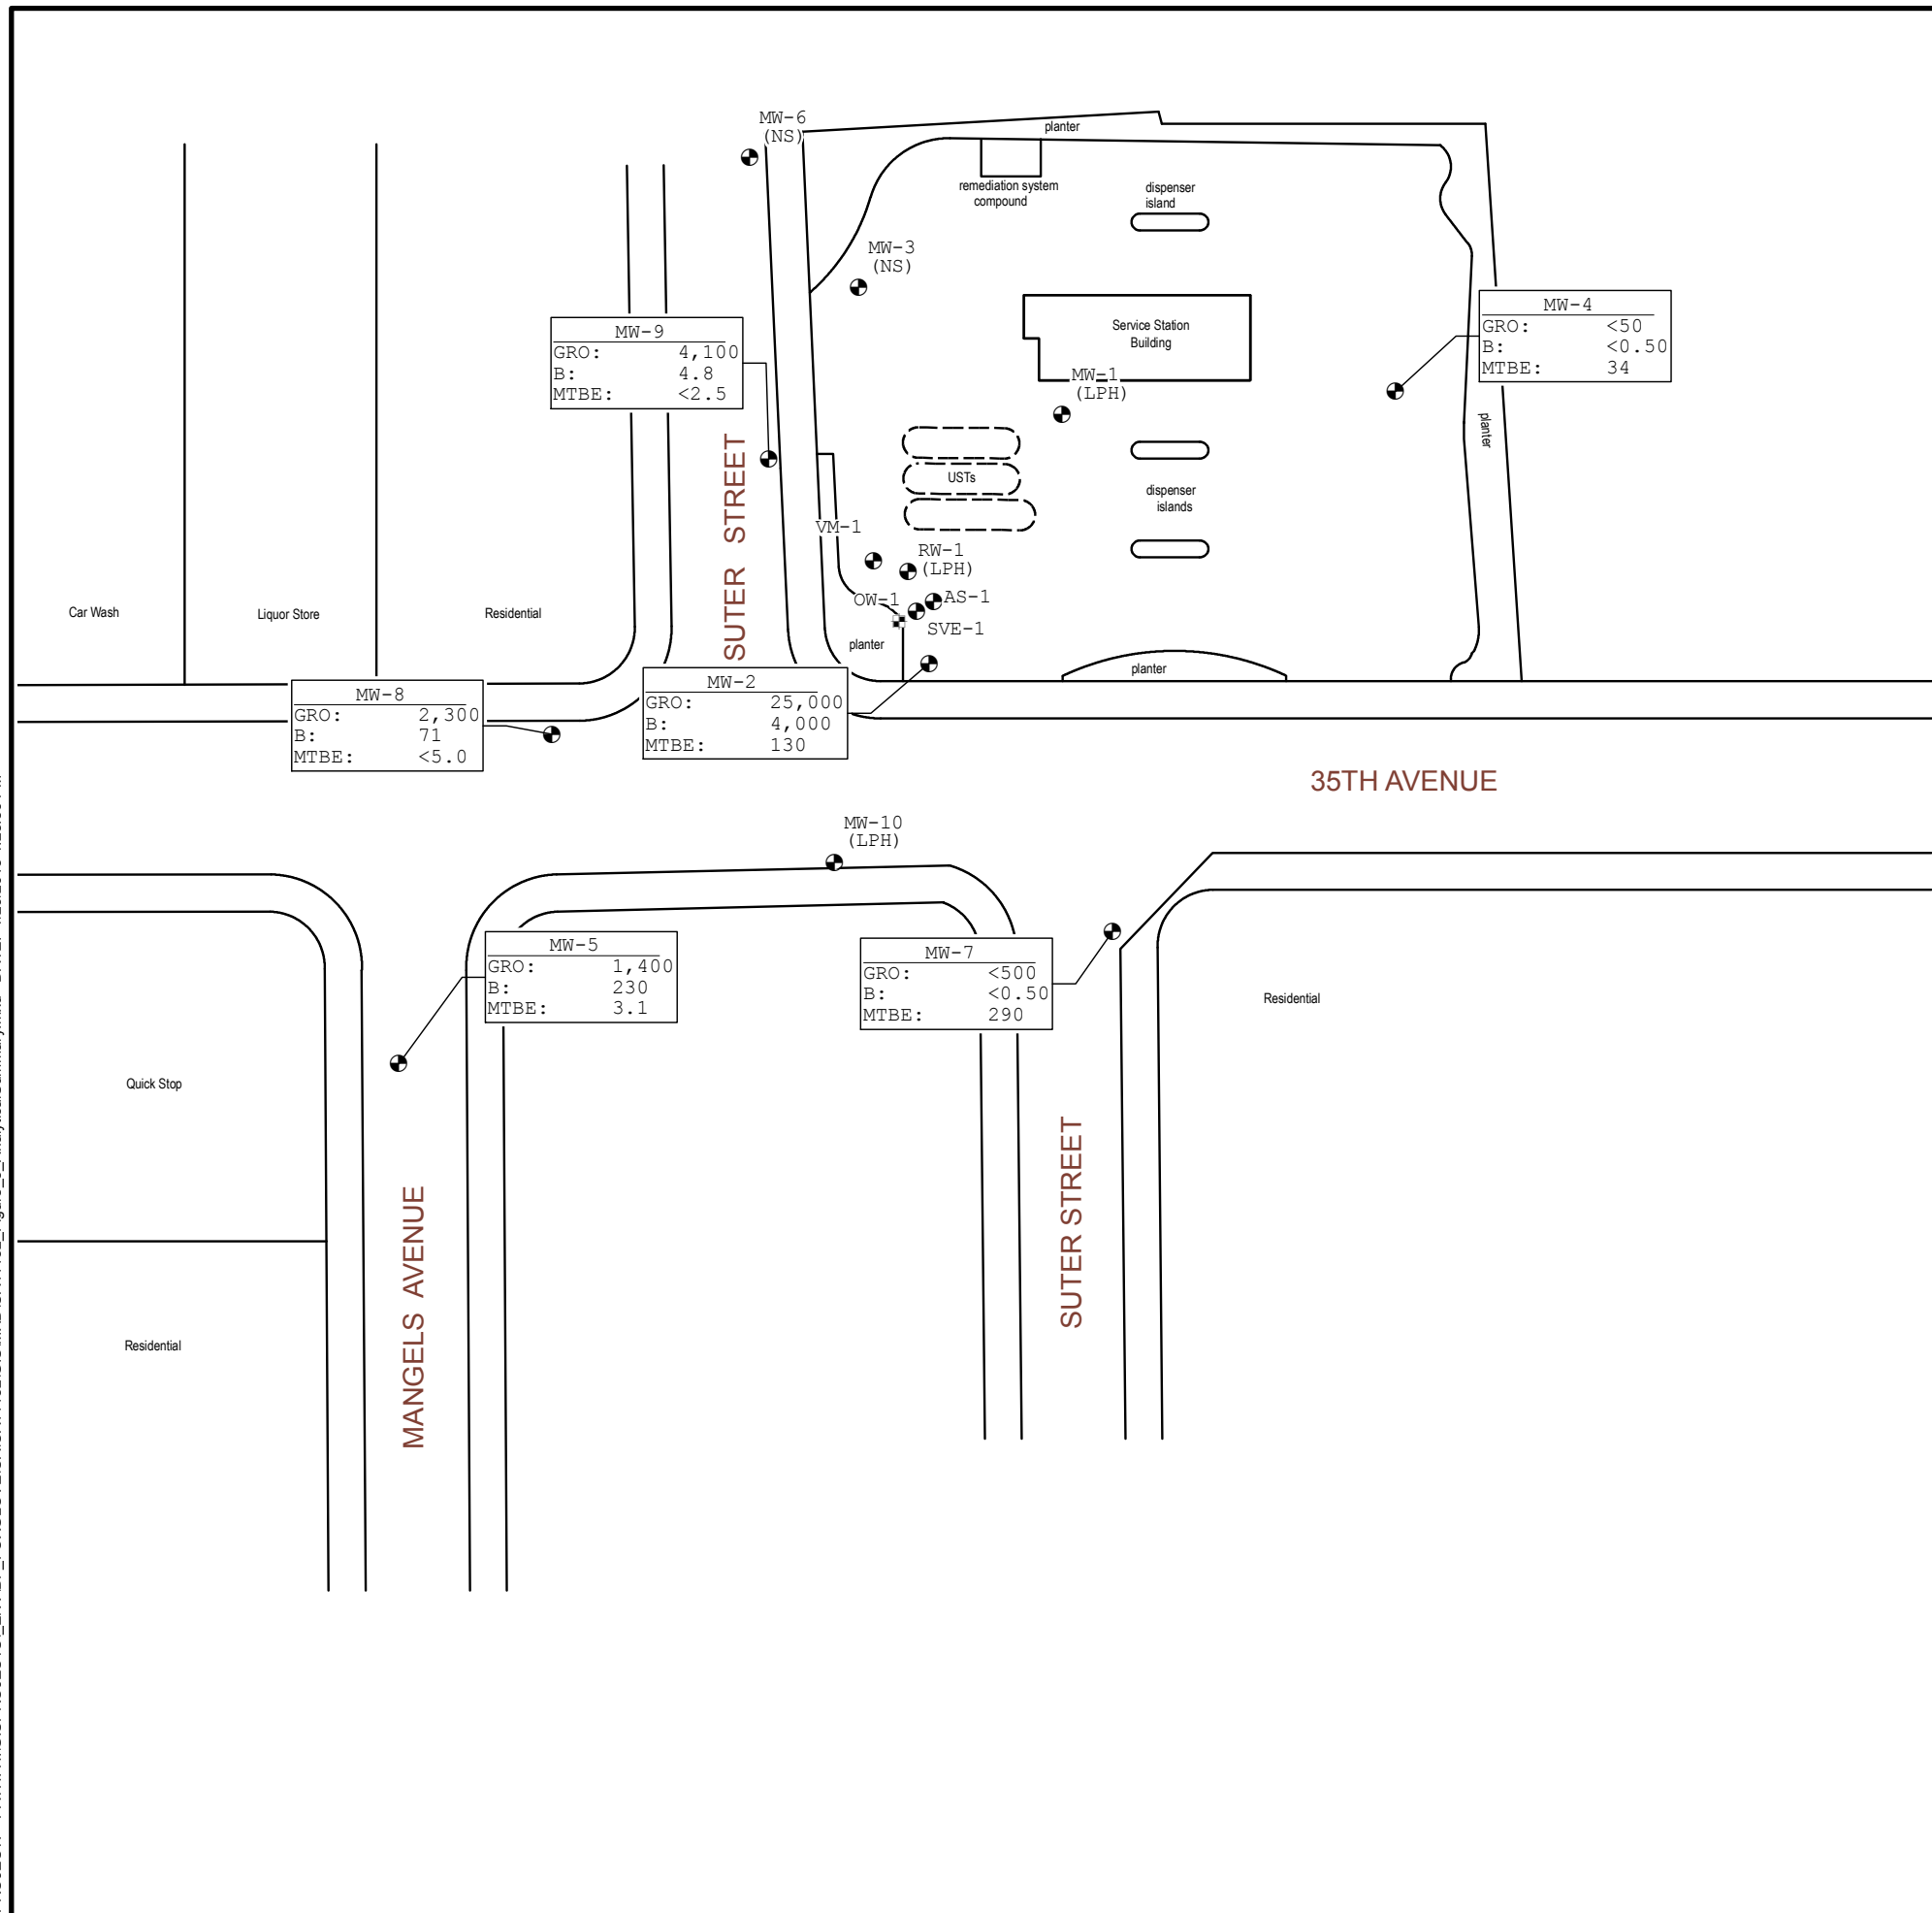 MW-6
(NS)
planter
remediation system
compound
dispenser
island
MW-3
(NS)
MW-4
GRO: <50
B: <0.50
MTBE: 34
MW-9
GRO: 4,100
B: 4.8
MTBE: <2.5
Service Station
Building
MW-1
(LPH)
planter
SUTER STREET
USTs
dispenser
islands
VM-1
RW-1
(LPH)
OW-1
AS-1
SVE-1
Car Wash
Liquor Store
Residential
planter
planter
MW-8
GRO: 2,300
B: 71
MTBE: <5.0
MW-2
GRO: 25,000
B: 4,000
MTBE: 130
35TH AVENUE
MW-10
(LPH)
MW-5
GRO: 1,400
B: 230
MTBE: 3.1
MW-7
GRO: <500
B: <0.50
MTBE: 290
Residential
Quick Stop
SUTER STREET
MANGELS AVENUE
Residential